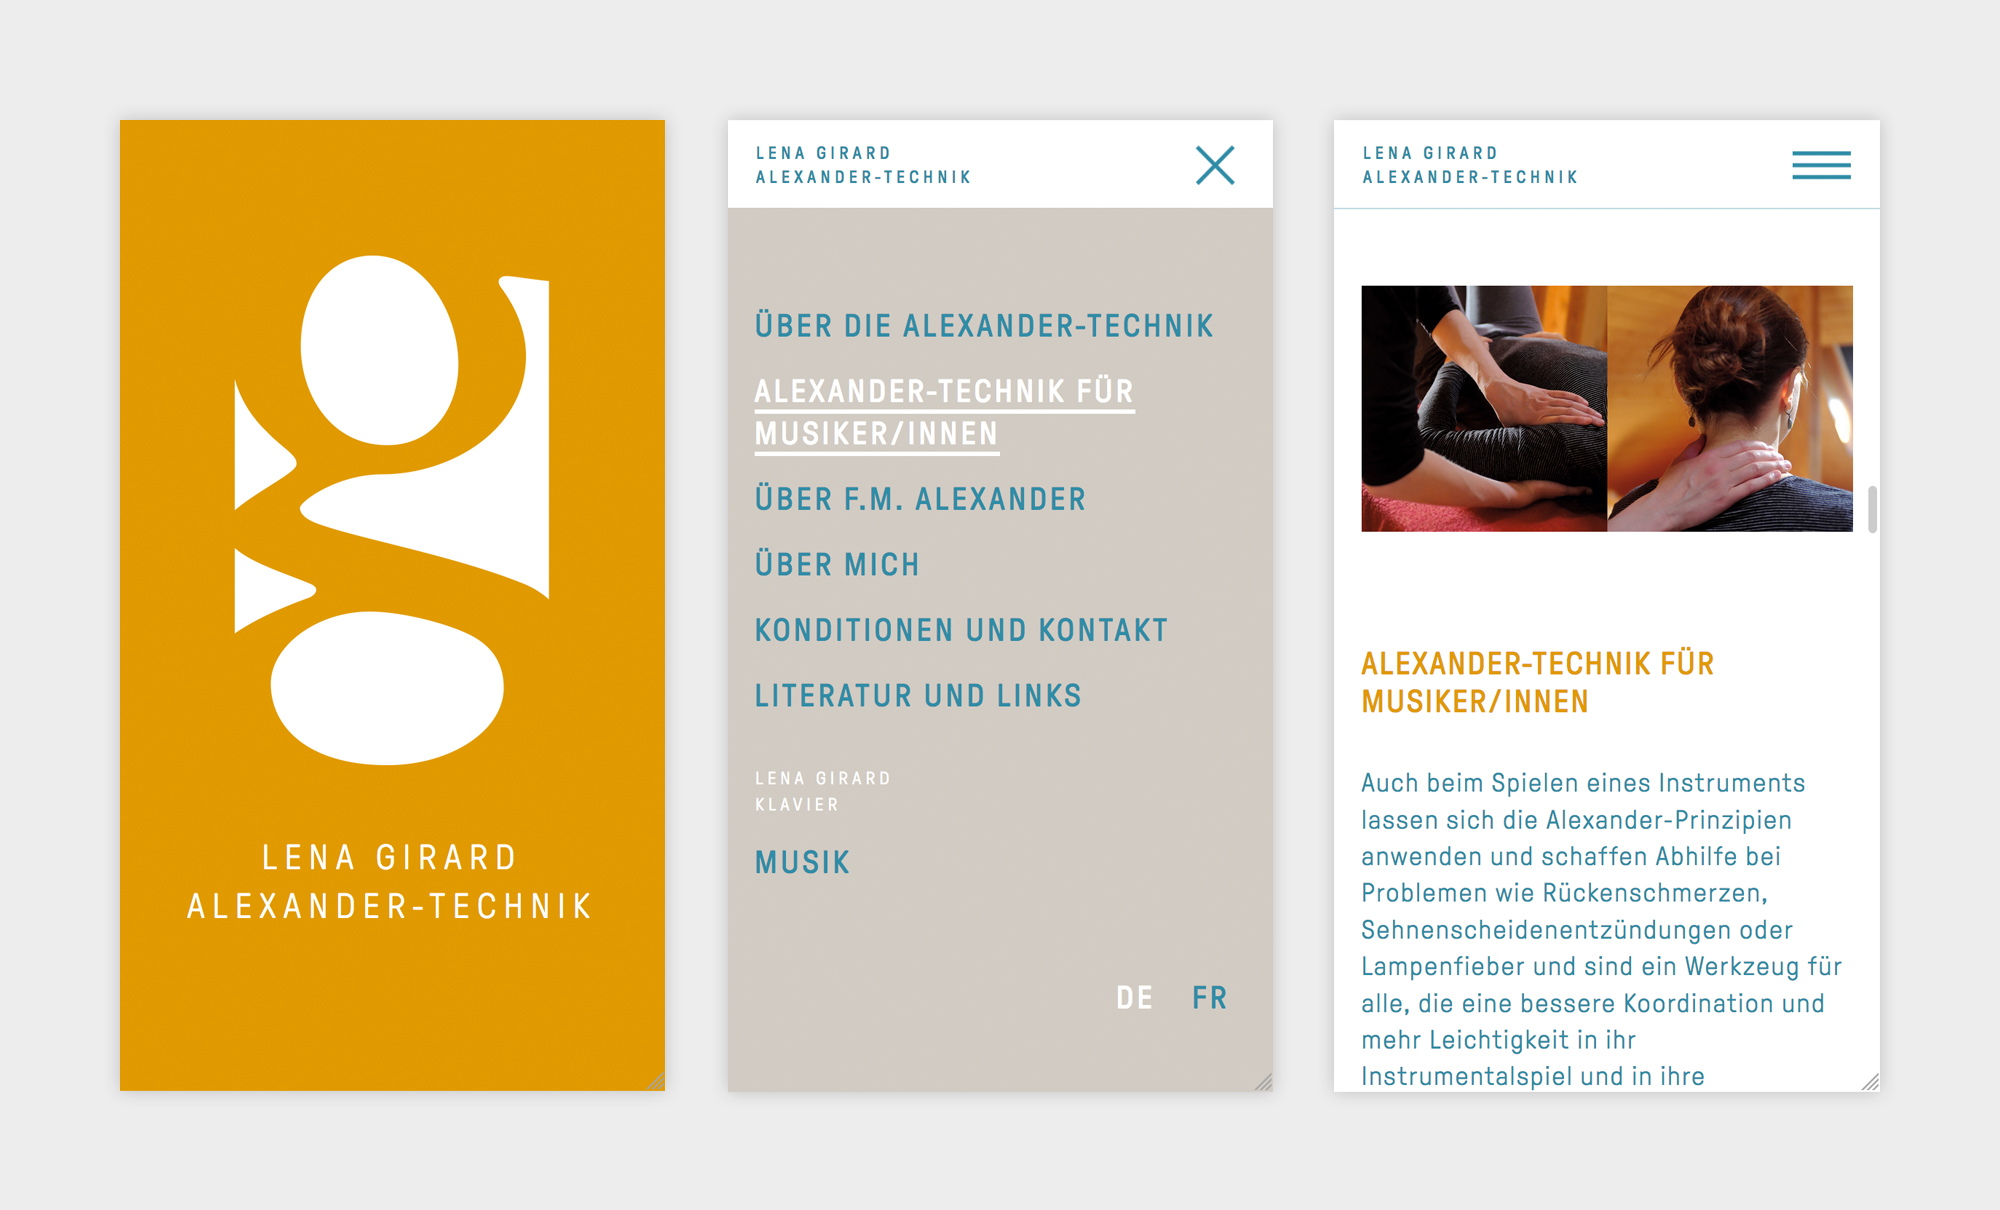 g
LENA GIRARD
ALEXANDER-TECHNIK
LENA GIRARD
ALEXANDER-TECHNIK
ÜBER DIE ALEXANDER-TECHNIK
ALEXANDER-TECHNIK FÜR
MUSIKER/INNEN
ÜBER F.M. ALEXANDER
ÜBER MICH
KONDITIONEN UND KONTAKT
LITERATUR UND LINKS
LENA GIRARD
KLAVIER
MUSIK
DE FR
LENA GIRARD
ALEXANDER-TECHNIK
ALEXANDER-TECHNIK FÜR
MUSIKER/INNEN
Auch beim Spielen eines Instruments
lassen sich die Alexander-Prinzipien
anwenden und schaffen Abhilfe bei
Problemen wie Rückenschmerzen,
Sehnenscheidenentzündungen oder
Lampenfieber und sind ein Werkzeug für
alle, die eine bessere Koordination und
mehr Leichtigkeit in ihr
Instrumentalspiel und in ihre